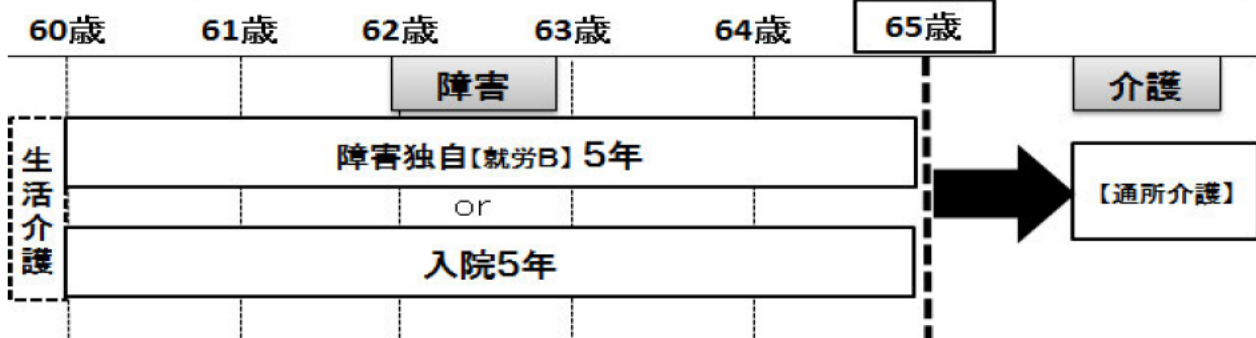 60歳 61歳 62歳 63歳 64歳 65歳
障害 介護
生活介護
障害独自【就労B】5年
or
入院5年
【通所介護】